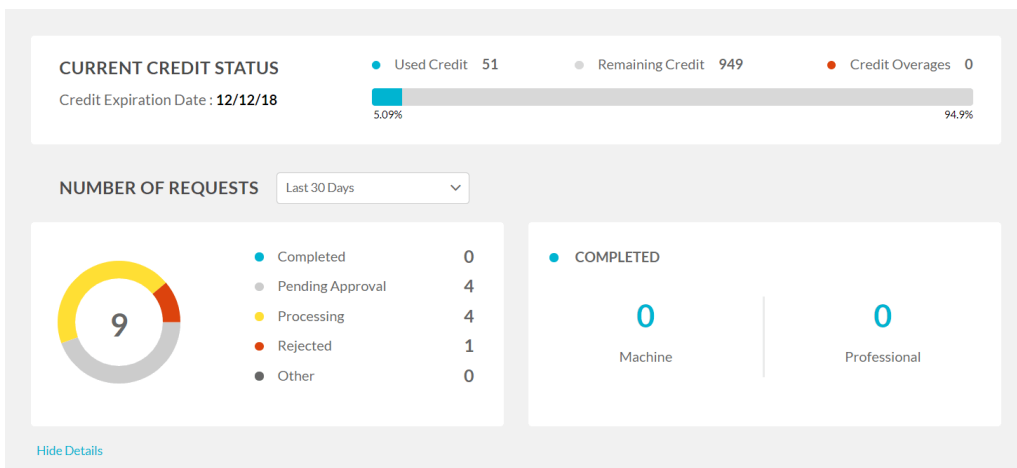 CURRENT CREDIT STATUS
Used Credit 51
Remaining Credit 949
Credit Overages 0
Credit Expiration Date : 12/12/18
5.09%
94.9%
NUMBER OF REQUESTS
Last 30 Days
9
Completed 0
Pending Approval 4
Processing 4
Rejected 1
Other 0
COMPLETED
0
Machine
0
Professional
Hide Details